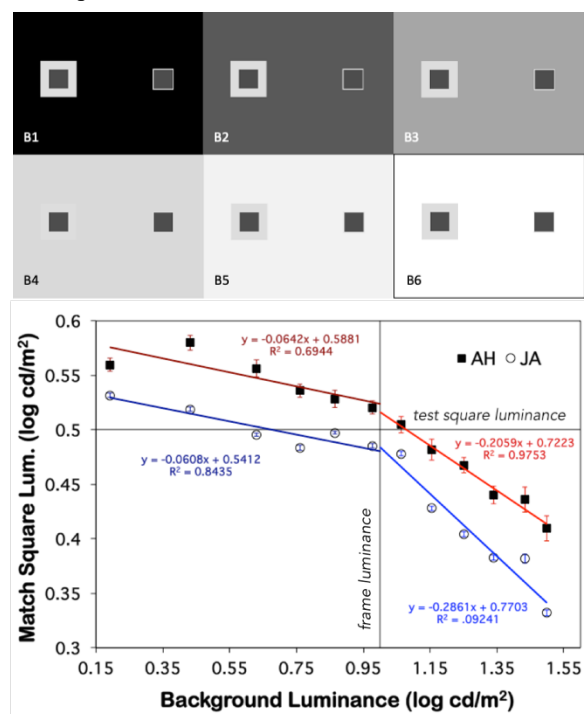 B1
B2
B3
B4
B5
B6
0.6
0.55
0.5
0.45
0.4
0.35
0.3
Match Square Lum. (log cd/m²)
y = -0.0642x + 0.5881
R² = 0.6944
AH
JA
test square luminance
y = -0.0608x + 0.5412
R² = 0.8435
y = -0.2059x + 0.7223
R² = 0.9753
frame luminance
y = -0.2861x + 0.7703
R² = .09241
0.15 0.35 0.55 0.75 0.95 1.15 1.35 1.55
Background Luminance (log cd/m²)